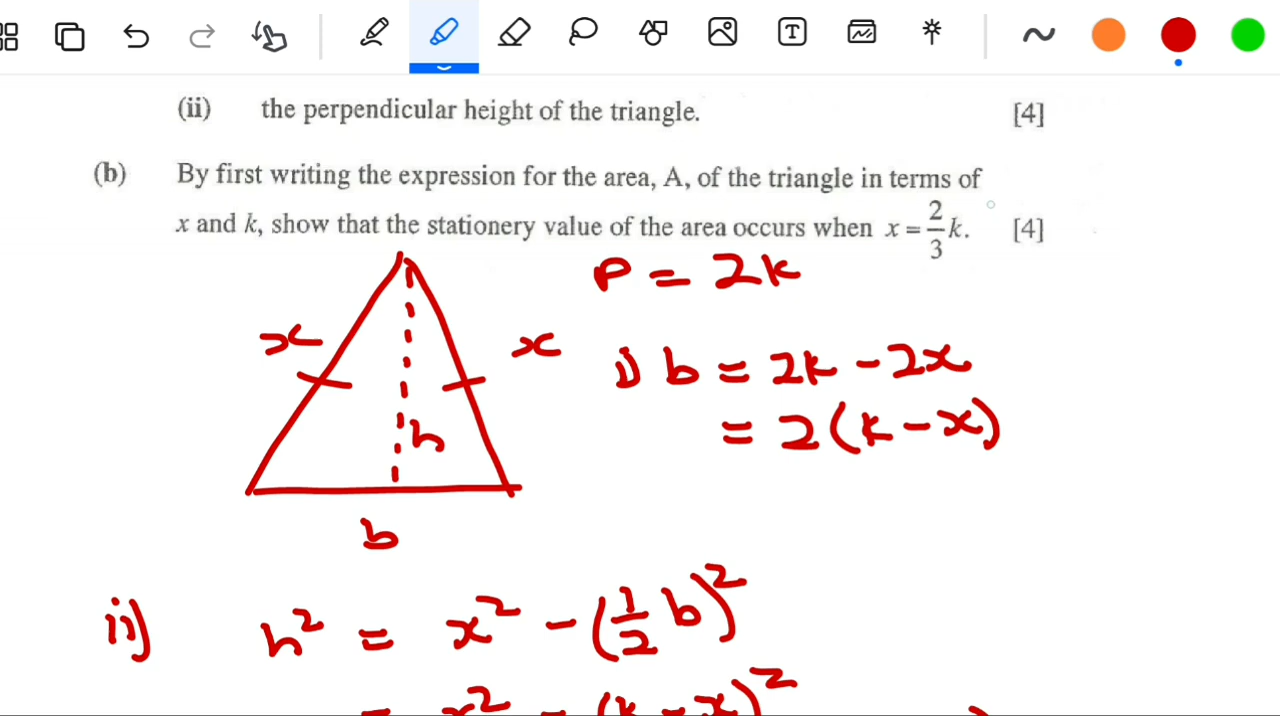 (ii) the perpendicular height of the triangle. [4]
(b) By first writing the expression for the area, A, of the triangle in terms of
x and k, show that the stationery value of the area occurs when x = 2/3 k. [4]
P = 2k
x
x
i) b = 2k - 2x
= 2(k - x)
h
b
ii) h² = x² - (1/2 b)²
= x² - (k - x)²